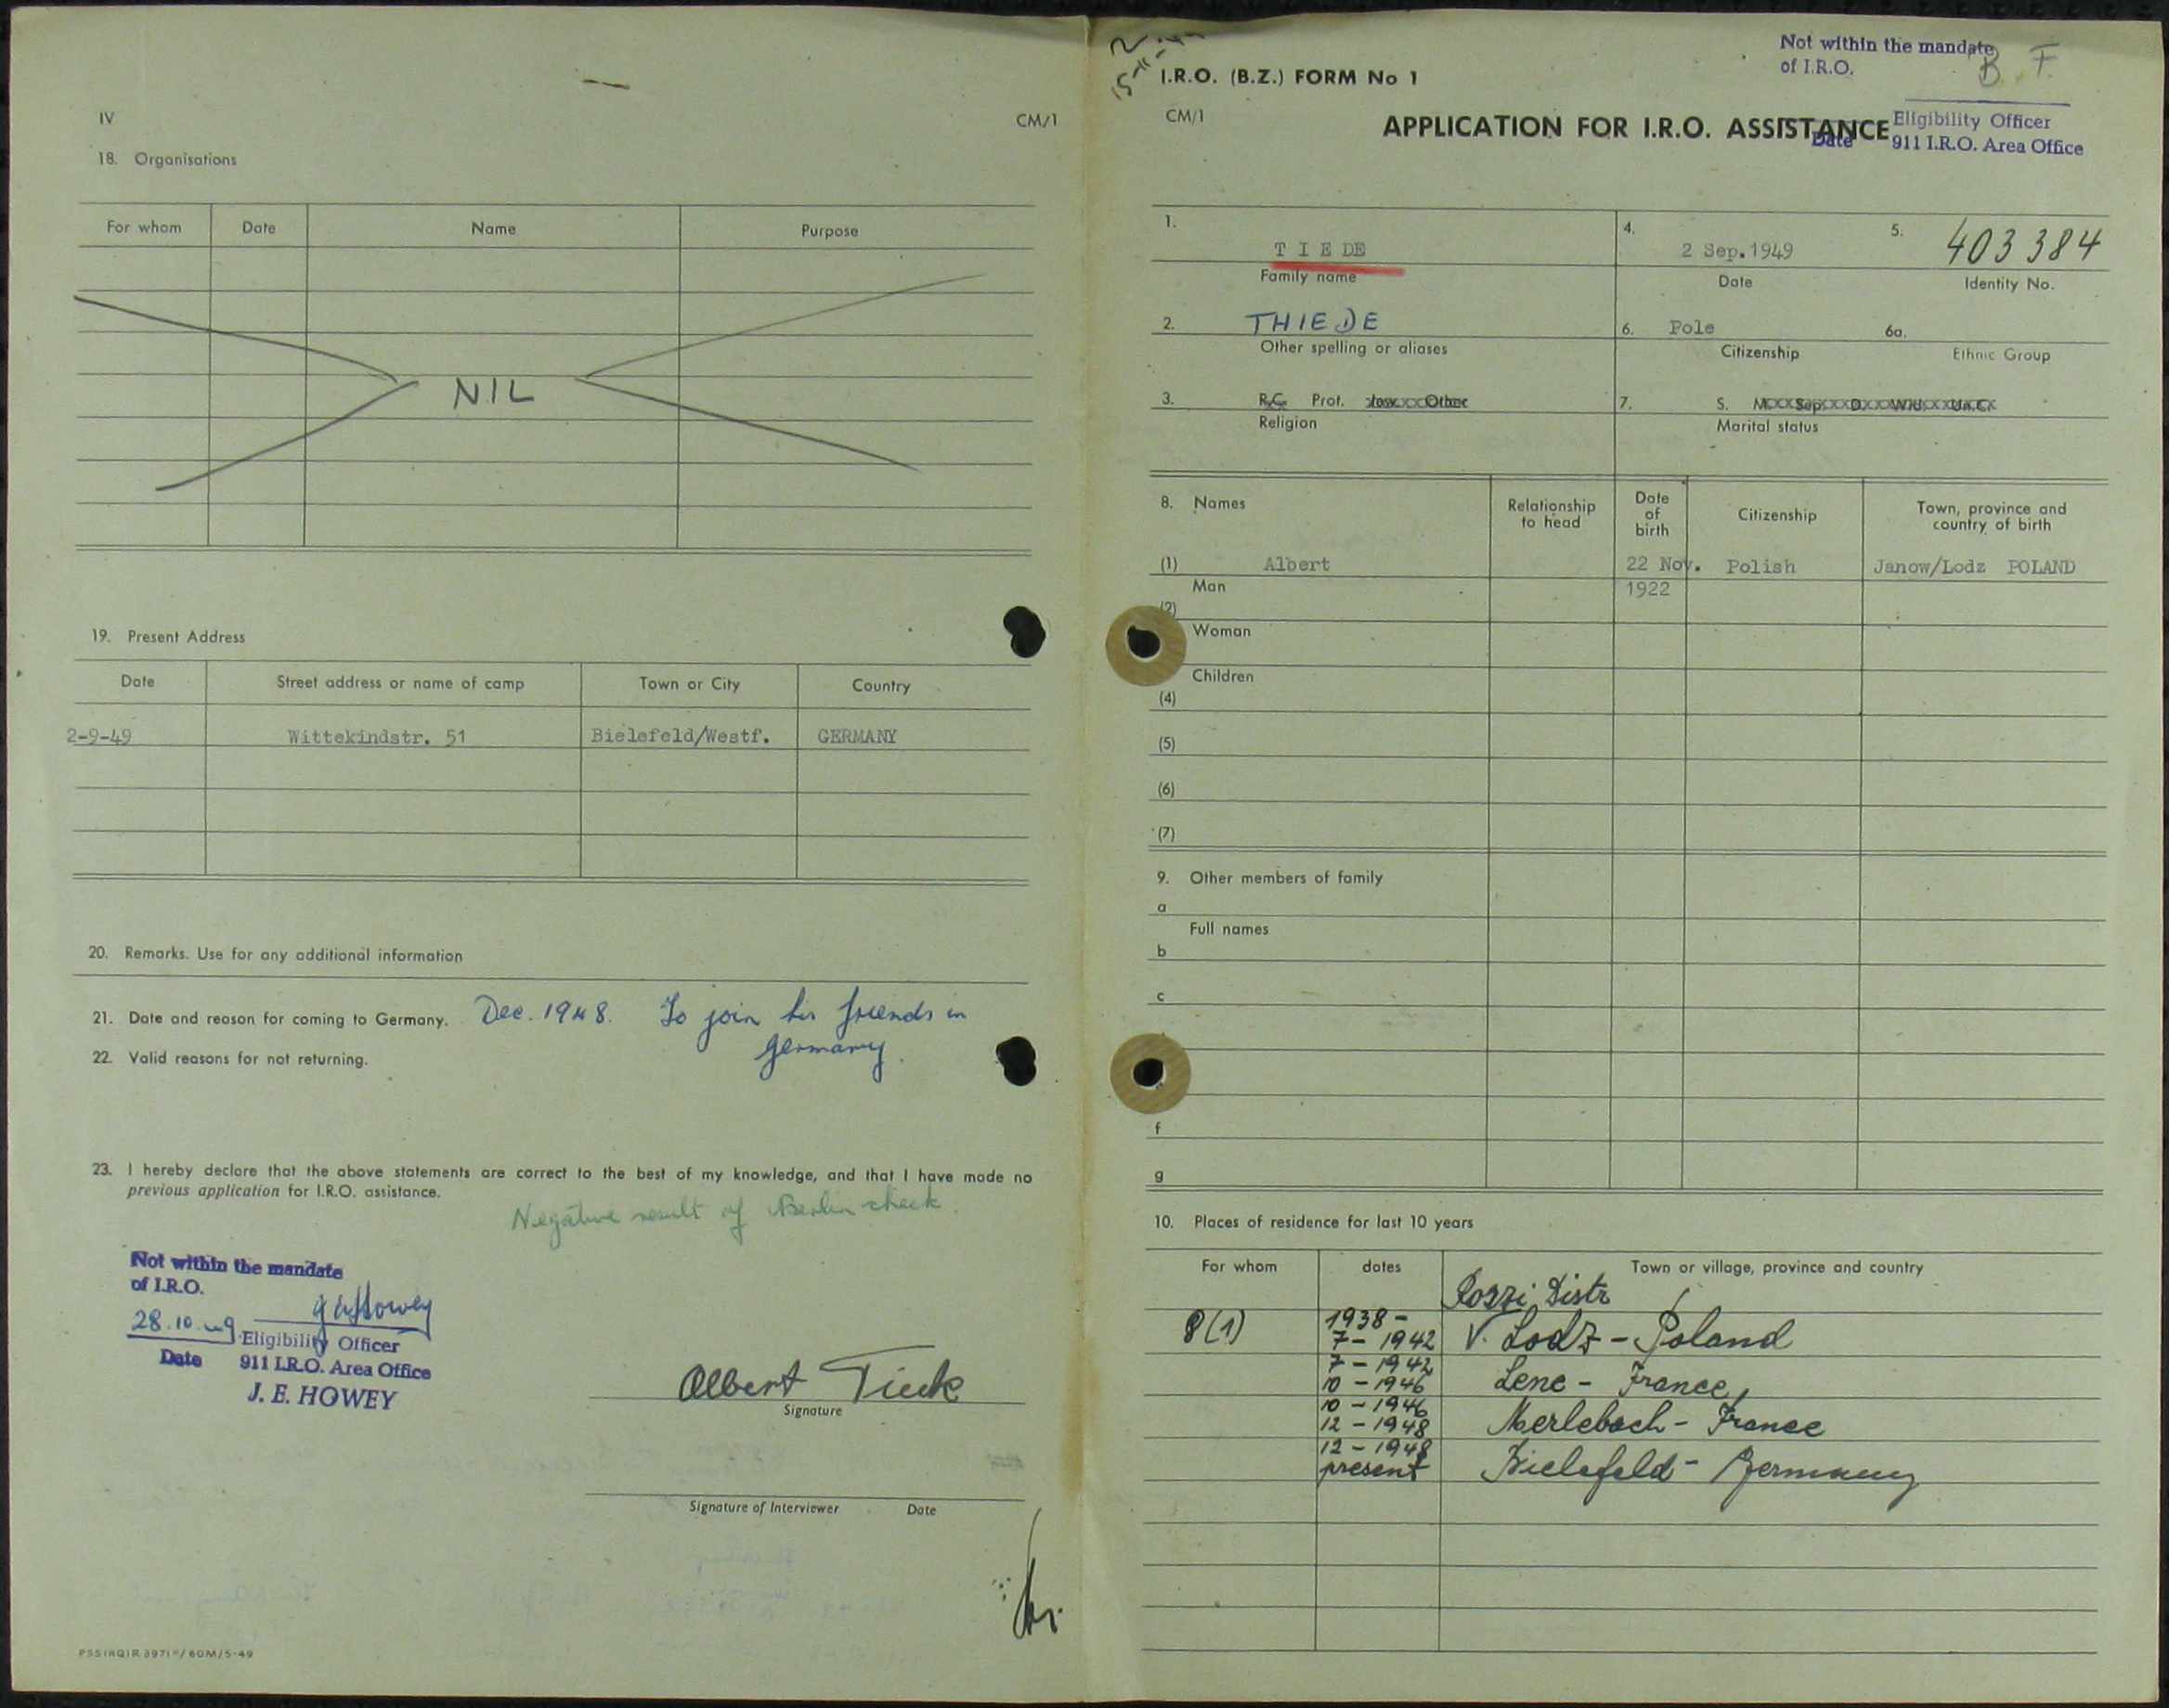 IV
CM/1
18. Organisations
For whom Date Name Purpose
NIL
19. Present Address
Date Street address or name of camp Town or City Country
2-9-49 Wittekindstr. 51 Bielefeld/Westf. GERMANY
20. Remarks. Use for any additional information
21. Date and reason for coming to Germany. Dec. 1948. To join his friends in
Germany.
22. Valid reasons for not returning.
23. I hereby declare that the above statements are correct to the best of my knowledge, and that I have made no
previous application for I.R.O. assistance.
Negative result of Berlin check.
Not within the mandate
of I.R.O.
28.10.49 Eligibility Officer
Date 911 I.R.O. Area Office
J. E. HOWEY
Albert Tiede
Signature
Signature of Interviewer Date
PSS IRQIR 3971 /60M/5-49
Not within the mandate
of I.R.O.
B. F.
I.R.O. (B.Z.) FORM No 1
CM/1
APPLICATION FOR I.R.O. ASSISTANCE
Eligibility Officer
Date 911 I.R.O. Area Office
1. TIEDE
Family name
4. 2 Sep.1949
Date
5. 403384
Identity No.
2. THIEDE
Other spelling or aliases
6. Pole
Citizenship
6a.
Ethnic Group
3. R.C. Prot. Jew. Other
Religion
7. S. M. Sep. D. Wid. Un.C.
Marital status
8. Names Relationship to head Date of birth Citizenship Town, province and country of birth
(1) Albert 22 Nov. Polish Janow/Lodz POLAND
Man 1922
(2)
Woman
Children
(4)
(5)
(6)
(7)
9. Other members of family
a
Full names
b
c
f
g
10. Places of residence for last 10 years
For whom dates Town or village, province and country
8(1) 1938 -
7 - 1942 Lodz - Poland
7 - 1942
10 - 1946 Lenc - France
10 - 1946
12 - 1948 Merlebach - France
12 - 1948
present Bielefeld - Germany